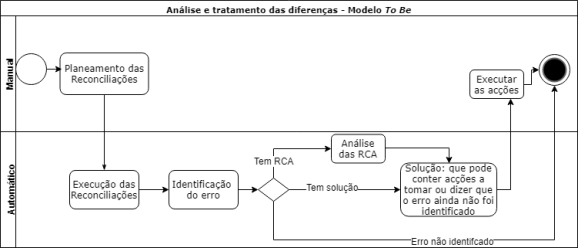 Análise e tratamento das diferenças - Modelo To Be
Manual
Planeamento das
Reconciliações
Executar
as acções
Automático
Execução das
Reconciliações
Identificação
do erro
Tem RCA
Análise
das RCA
Tem solução
Solução: que pode
conter acções a
tomar ou dizer que
o erro ainda não foi
identificado
Erro não identifcado